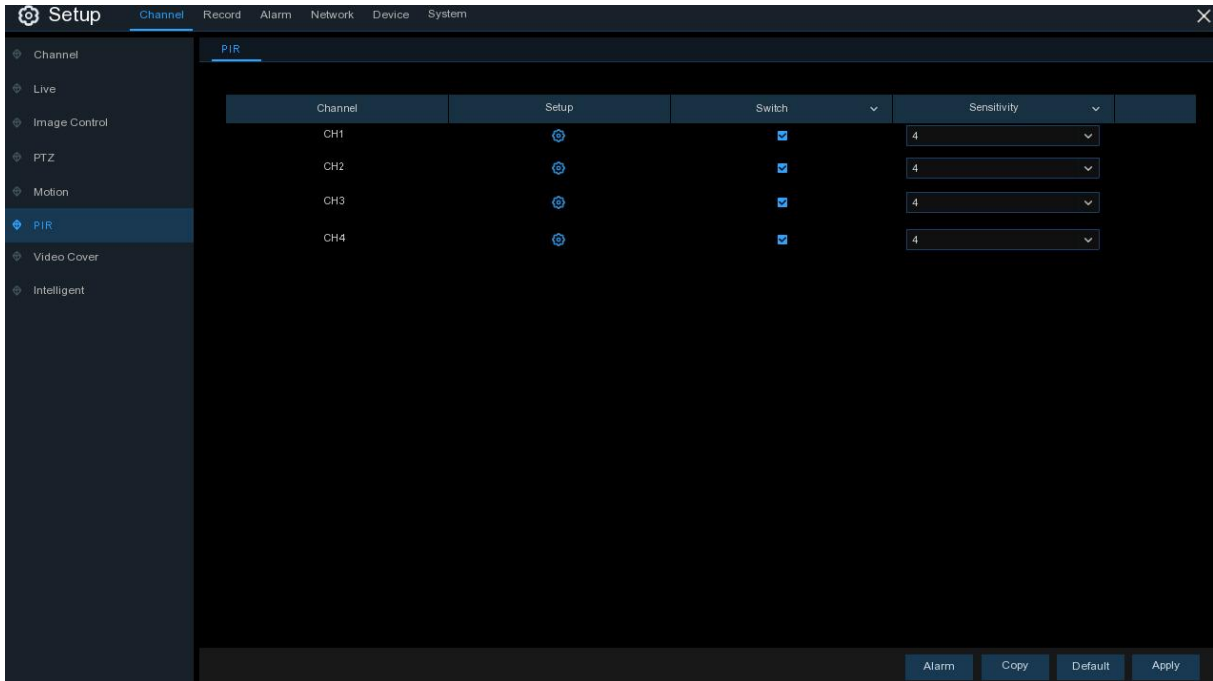 Setup Channel Record Alarm Network Device System
Channel
Live
Image Control
PTZ
Motion
PIR
Video Cover
Intelligent
PIR
Channel Setup Switch Sensitivity
CH1 4
CH2 4
CH3 4
CH4 4
Alarm Copy Default Apply